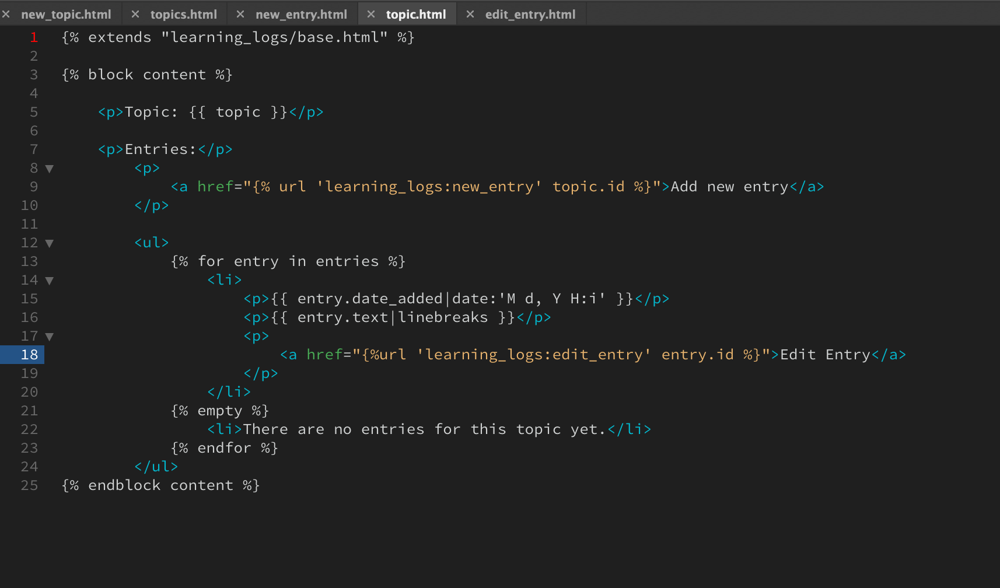 × new_topic.html × topics.html × new_entry.html × topic.html × edit_entry.html
1 {% extends "learning_logs/base.html" %}
2
3 {% block content %}
4
5     <p>Topic: {{ topic }}</p>
6
7     <p>Entries:</p>
8 ▼         <p>
9             <a href="{% url 'learning_logs:new_entry' topic.id %}">Add new entry</a>
10         </p>
11
12 ▼         <ul>
13             {% for entry in entries %}
14 ▼                 <li>
15                     <p>{{ entry.date_added|date:'M d, Y H:i' }}</p>
16                     <p>{{ entry.text|linebreaks }}</p>
17 ▼                     <p>
18                         <a href="{%url 'learning_logs:edit_entry' entry.id %}">Edit Entry</a>
19                     </p>
20                 </li>
21             {% empty %}
22                 <li>There are no entries for this topic yet.</li>
23             {% endfor %}
24         </ul>
25 {% endblock content %}